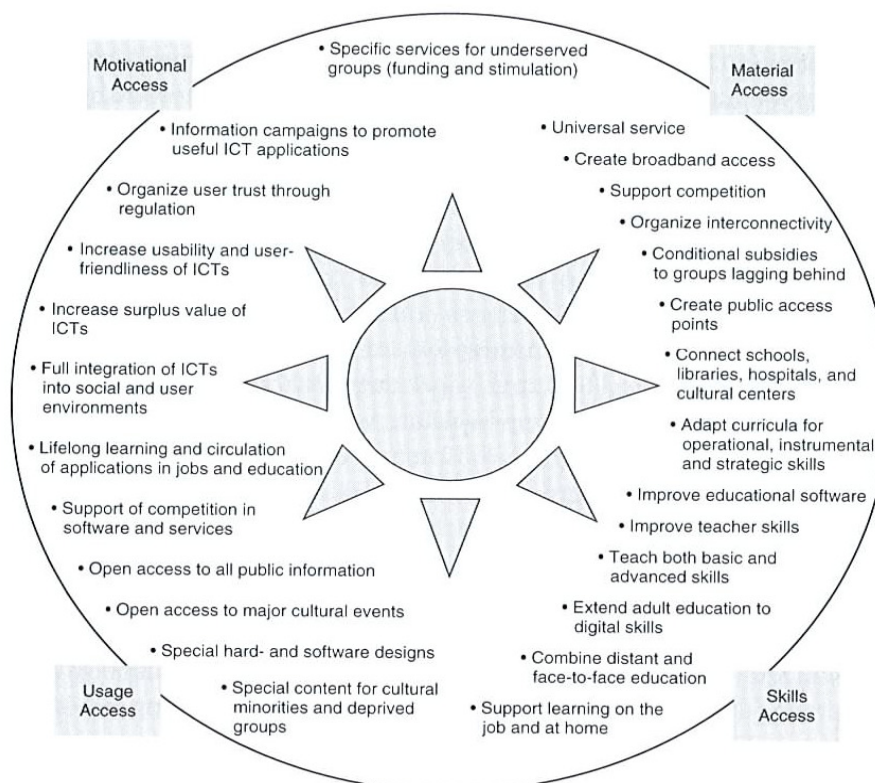 Motivational
Access
• Specific services for underserved
groups (funding and stimulation)
Material
Access
• Information campaigns to promote
useful ICT applications
• Organize user trust through
regulation
• Increase usability and user-
friendliness of ICTs
• Increase surplus value of
ICTs
• Full integration of ICTs
into social and user
environments
• Lifelong learning and circulation
of applications in jobs and education
• Support of competition in
software and services
• Open access to all public information
• Open access to major cultural events
• Special hard- and software designs
• Special content for cultural
minorities and deprived
groups
• Universal service
• Create broadband access
• Support competition
• Organize interconnectivity
• Conditional subsidies
to groups lagging behind
• Create public access
points
• Connect schools,
libraries, hospitals, and
cultural centers
• Adapt curricula for
operational, instrumental
and strategic skills
• Improve educational software
• Improve teacher skills
• Teach both basic and
advanced skills
• Extend adult education to
digital skills
• Combine distant and
face-to-face education
• Support learning on the
job and at home
Usage
Access
Skills
Access